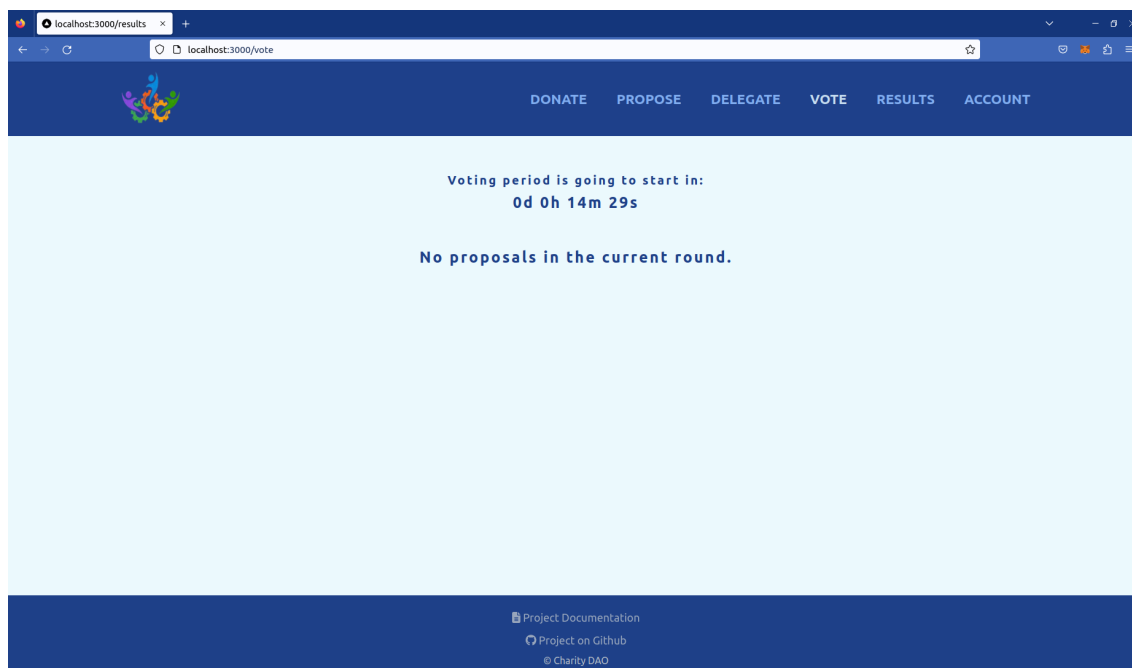 localhost:3000/results
localhost:3000/vote
DONATE PROPOSE DELEGATE VOTE RESULTS ACCOUNT
Voting period is going to start in:
0d 0h 14m 29s
No proposals in the current round.
Project Documentation
Project on Github
© Charity DAO